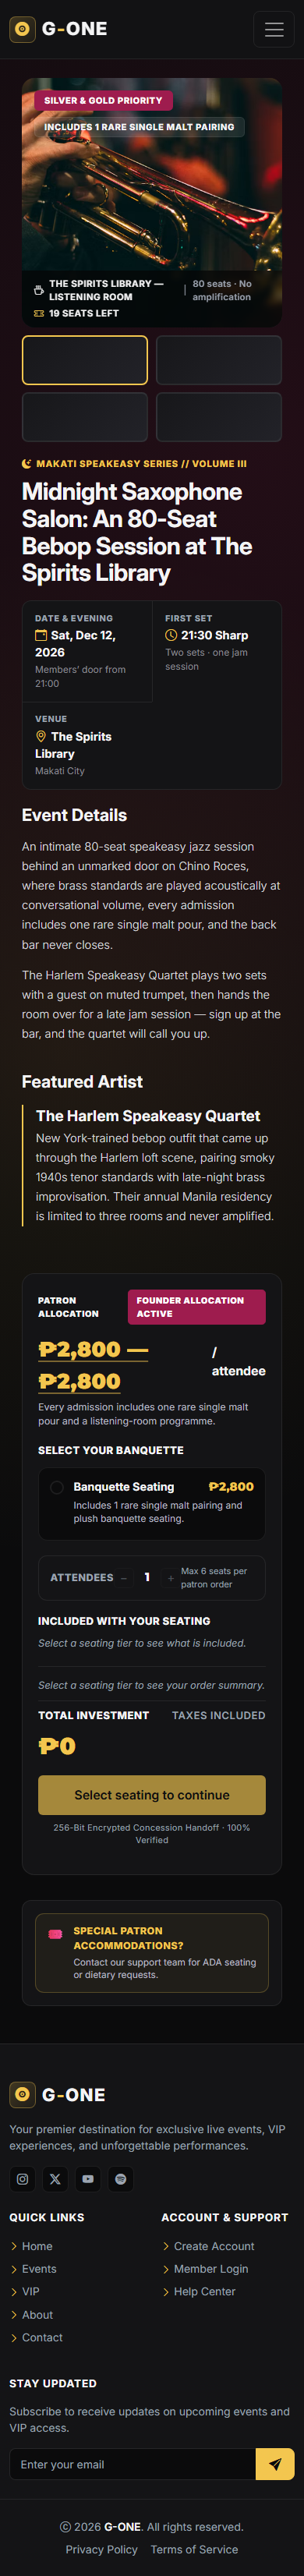 G-ONE
SILVER & GOLD PRIORITY
INCLUDES 1 RARE SINGLE MALT PAIRING
THE SPIRITS LIBRARY —
LISTENING ROOM
80 seats · No
amplification
19 SEATS LEFT
MAKATI SPEAKEASY SERIES // VOLUME III
Midnight Saxophone
Salon: An 80-Seat
Bebop Session at The
Spirits Library
DATE & EVENING
Sat, Dec 12,
2026
Members' door from
21:00
FIRST SET
21:30 Sharp
Two sets · one jam
session
VENUE
The Spirits
Library
Makati City
Event Details
An intimate 80-seat speakeasy jazz session
behind an unmarked door on Chino Roces,
where brass standards are played acoustically at
conversational volume, every admission
includes one rare single malt pour, and the back
bar never closes.
The Harlem Speakeasy Quartet plays two sets
with a guest on muted trumpet, then hands the
room over for a late jam session — sign up at the
bar, and the quartet will call you up.
Featured Artist
The Harlem Speakeasy Quartet
New York-trained bebop outfit that came up
through the Harlem loft scene, pairing smoky
1940s tenor standards with late-night brass
improvisation. Their annual Manila residency
is limited to three rooms and never amplified.
PATRON
ALLOCATION
FOUNDER ALLOCATION
ACTIVE
₱2,800 —
₱2,800
/
attendee
Every admission includes one rare single malt
pour and a listening-room programme.
SELECT YOUR BANQUETTE
Banquette Seating
₱2,800
Includes 1 rare single malt pairing and
plush banquette seating.
ATTENDEES
− 1 +
Max 6 seats per
patron order
INCLUDED WITH YOUR SEATING
Select a seating tier to see what is included.
Select a seating tier to see your order summary.
TOTAL INVESTMENT
TAXES INCLUDED
₱0
Select seating to continue
256-Bit Encrypted Concession Handoff · 100%
Verified
SPECIAL PATRON
ACCOMMODATIONS?
Contact our support team for ADA seating
or dietary requests.
G-ONE
Your premier destination for exclusive live events, VIP
experiences, and unforgettable performances.
QUICK LINKS
Home
Events
VIP
About
Contact
ACCOUNT & SUPPORT
Create Account
Member Login
Help Center
STAY UPDATED
Subscribe to receive updates on upcoming events and
VIP access.
Enter your email
© 2026 G-ONE. All rights reserved.
Privacy Policy
Terms of Service